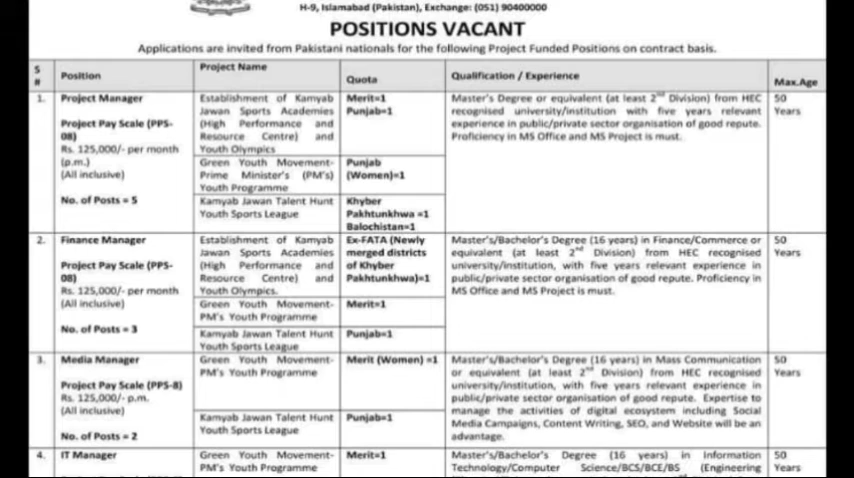 H-9, Islamabad (Pakistan), Exchange: (051) 90400000
POSITIONS VACANT
Applications are invited from Pakistani nationals for the following Project Funded Positions on contract basis.
S
#
Position
Project Name
Quota
Qualification / Experience
Max.Age
1.
Project Manager
Project Pay Scale (PPS-
08)
Rs. 125,000/- per month
(p.m.)
(All inclusive)
No. of Posts = 5
Establishment of Kamyab
Jawan Sports Academies
(High Performance and
Resource Centre) and
Youth Olympics
Merit=1
Punjab=1
Green Youth Movement-
Prime Minister's (PM's)
Youth Programme
Punjab
(Women)=1
Kamyab Jawan Talent Hunt
Youth Sports League
Khyber
Pakhtunkhwa =1
Balochistan=1
Master's Degree or equivalent (at least 2nd Division) from HEC
recognised university/institution with five years relevant
experience in public/private sector organisation of good repute.
Proficiency in MS Office and MS Project is must.
50
Years
2.
Finance Manager
Project Pay Scale (PPS-
08)
Rs. 125,000/- per month
(All inclusive)
No. of Posts = 3
Establishment of Kamyab
Jawan Sports Academies
(High Performance and
Resource Centre) and
Youth Olympics.
Ex-FATA (Newly
merged districts
of Khyber
Pakhtunkhwa)=1
Green Youth Movement-
PM's Youth Programme
Merit=1
Kamyab Jawan Talent Hunt
Youth Sports League
Punjab=1
Master's/Bachelor's Degree (16 years) in Finance/Commerce or
equivalent (at least 2nd Division) from HEC recognised
university/institution, with five years relevant experience in
public/private sector organisation of good repute. Proficiency in
MS Office and MS Project is must.
50
Years
3.
Media Manager
Project Pay Scale (PPS-8)
Rs. 125,000/- p.m.
(All inclusive)
No. of Posts = 2
Green Youth Movement-
PM's Youth Programme
Merit (Women) =1
Kamyab Jawan Talent Hunt
Youth Sports League
Punjab=1
Master's/Bachelor's Degree (16 years) in Mass Communication
or equivalent (at least 2nd Division) from HEC recognised
university/institution, with five years relevant experience in
public/private sector organisation of good repute. Expertise to
manage the activities of digital ecosystem including Social
Media Campaigns, Content Writing, SEO, and Website will be an
advantage.
50
Years
4.
IT Manager
Green Youth Movement-
PM's Youth Programme
Merit=1
Master's/Bachelor's Degree (16 years) in Information
Technology/Computer Science/BCS/BCE/BS (Engineering
50
Years